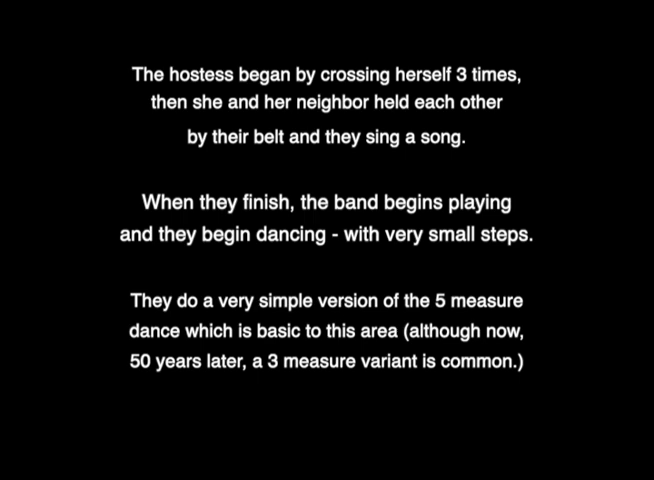 The hostess began by crossing herself 3 times,
then she and her neighbor held each other
by their belt and they sing a song.
When they finish, the band begins playing
and they begin dancing - with very small steps.
They do a very simple version of the 5 measure
dance which is basic to this area (although now,
50 years later, a 3 measure variant is common.)